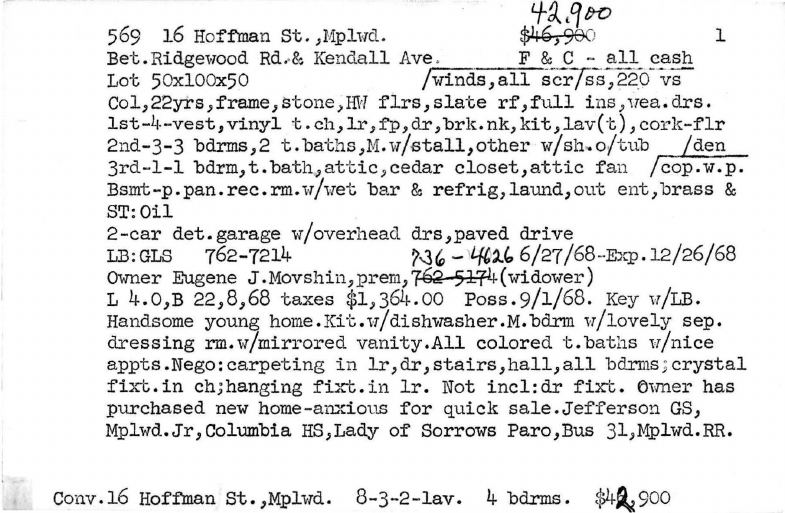 42,900
569 16 Hoffman St.,Mplwd. $46,900 1
Bet.Ridgewood Rd.& Kendall Ave. F & C - all cash
Lot 50x100x50 /winds,all scr/ss,220 vs
Col,22yrs,frame,stone,HW flrs,slate rf,full ins,wea.drs.
1st-4-vest,vinyl t.ch,lr,fp,dr,brk.nk,kit,lav(t),cork-flr
2nd-3-3 bdrms,2 t.baths,M.w/stall,other w/sh.o/tub /den
3rd-1-1 bdrm,t.bath,attic,cedar closet,attic fan /cop.w.p.
Bsmt-p.pan.rec.rm.w/wet bar & refrig,laund,out ent,brass &
ST:Oil
2-car det.garage w/overhead drs,paved drive
LB:GLS 762-7214 736-4626 6/27/68-Exp.12/26/68
Owner Eugene J.Movshin,prem,762-5174(widower)
L 4.0,B 22,8,68 taxes $1,364.00 Poss.9/1/68. Key w/LB.
Handsome young home.Kit.w/dishwasher.M.bdrm w/lovely sep.
dressing rm.w/mirrored vanity.All colored t.baths w/nice
appts.Nego:carpeting in lr,dr,stairs,hall,all bdrms;crystal
fixt.in ch;hanging fixt.in lr. Not incl:dr fixt. Owner has
purchased new home-anxious for quick sale.Jefferson GS,
Mplwd.Jr,Columbia HS,Lady of Sorrows Paro,Bus 31,Mplwd.RR.
Conv.16 Hoffman St.,Mplwd. 8-3-2-lav. 4 bdrms. $42,900